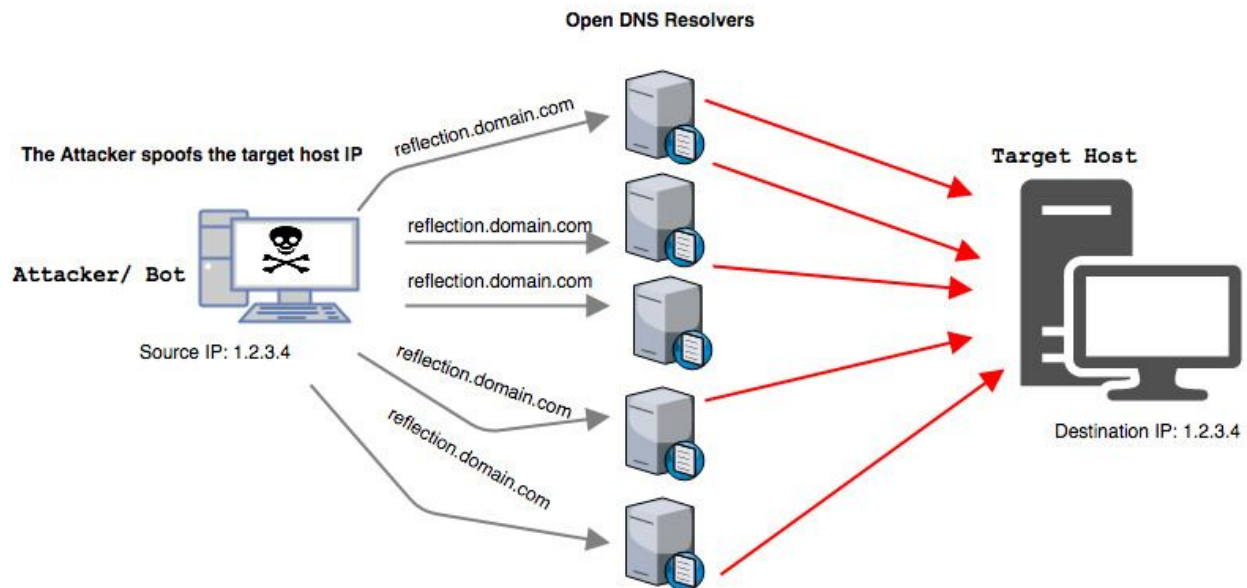 Open DNS Resolvers
The Attacker spoofs the target host IP
reflection.domain.com
Target Host
reflection.domain.com
Attacker/ Bot
reflection.domain.com
Source IP: 1.2.3.4
reflection.domain.com
reflection.domain.com
Destination IP: 1.2.3.4